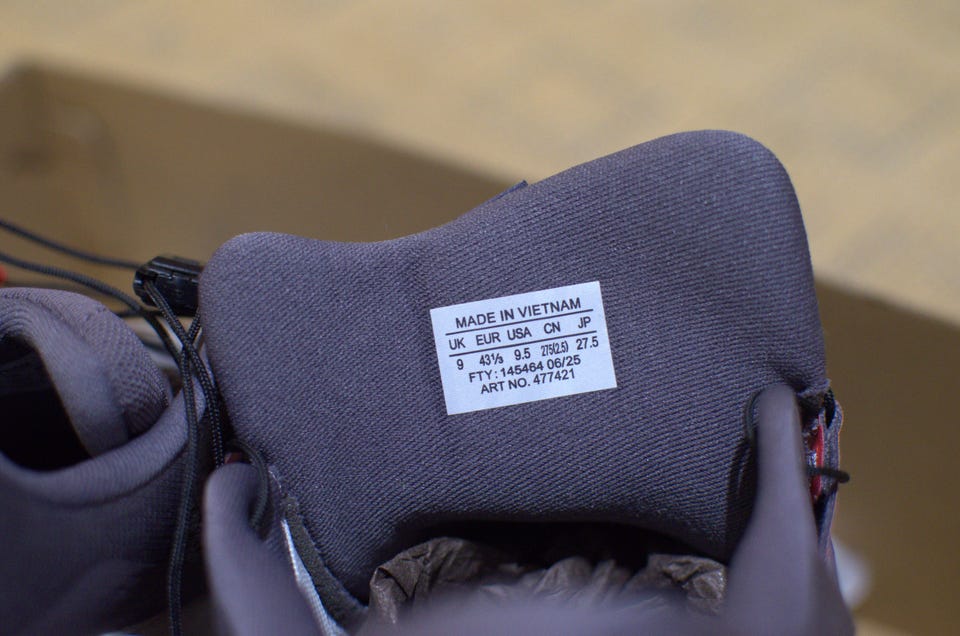 MADE IN VIETNAM
UK EUR USA CN JP
9 43⅓ 9.5 275(2.5) 27.5
FTY: 145464 06/25
ART NO. 477421